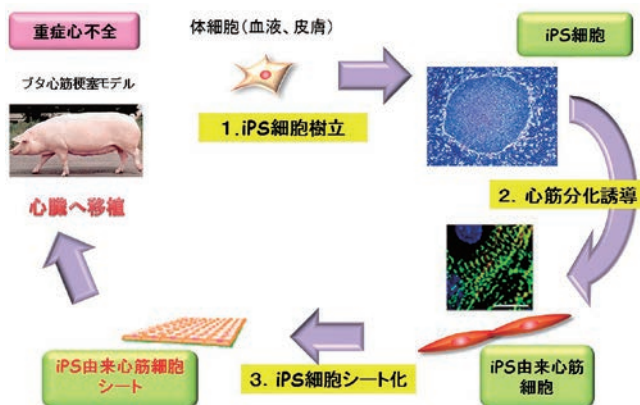 重症心不全
ブタ心筋梗塞モデル
心臓へ移植
体細胞(血液、皮膚)
1.iPS細胞樹立
iPS細胞
2. 心筋分化誘導
iPS由来心筋
細胞
3. iPS細胞シート化
iPS由来心筋細胞
シート